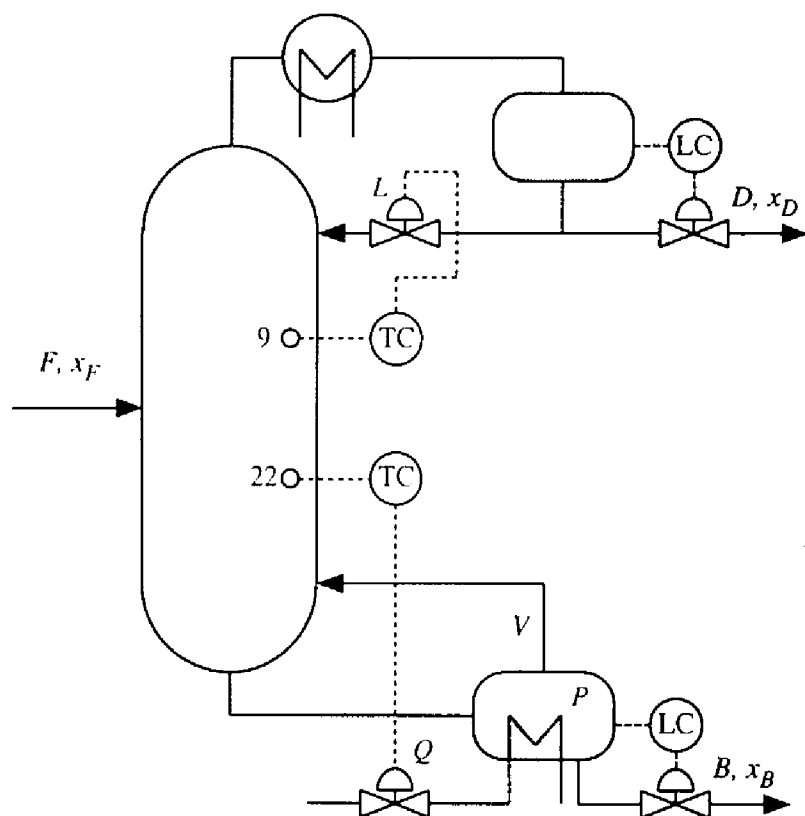 LC
L
D, x_D
9
TC
F, x_F
22
TC
V
P
LC
Q
B, x_B